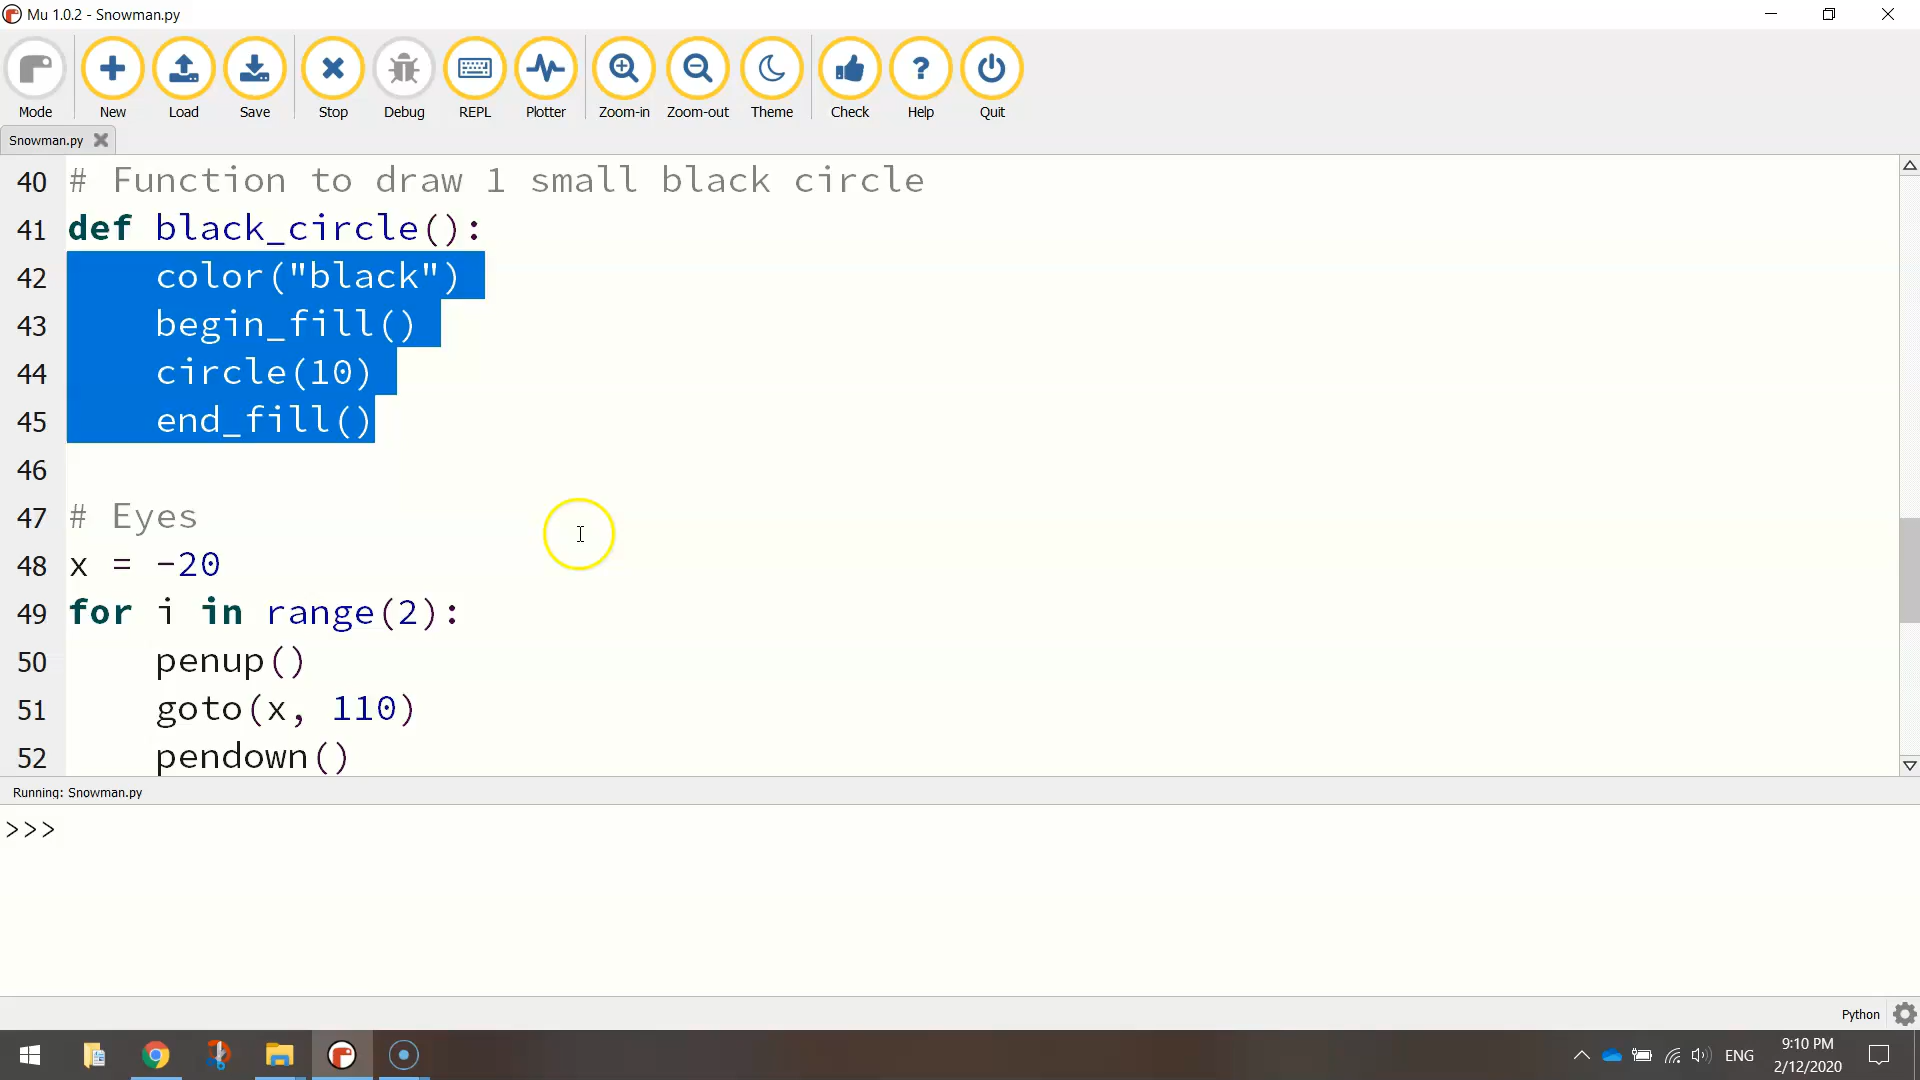 Mu 1.0.2 - Snowman.py
Mode New Load Save Stop Debug REPL Plotter Zoom-in Zoom-out Theme Check Help Quit
Snowman.py
40 # Function to draw 1 small black circle
41 def black_circle():
42 color("black")
43 begin_fill()
44 circle(10)
45 end_fill()
46
47 # Eyes
48 x = -20
49 for i in range(2):
50 penup()
51 goto(x, 110)
52 pendown()
Running: Snowman.py
>>>
Python
ENG
9:10 PM
2/12/2020